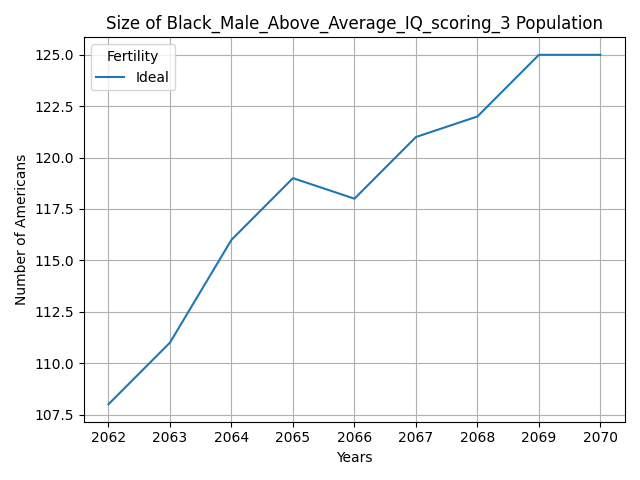 Size of Black_Male_Above_Average_IQ_scoring_3 Population
Fertility
Ideal
Number of Americans
125.0
122.5
120.0
117.5
115.0
112.5
110.0
107.5
2062 2063 2064 2065 2066 2067 2068 2069 2070
Years